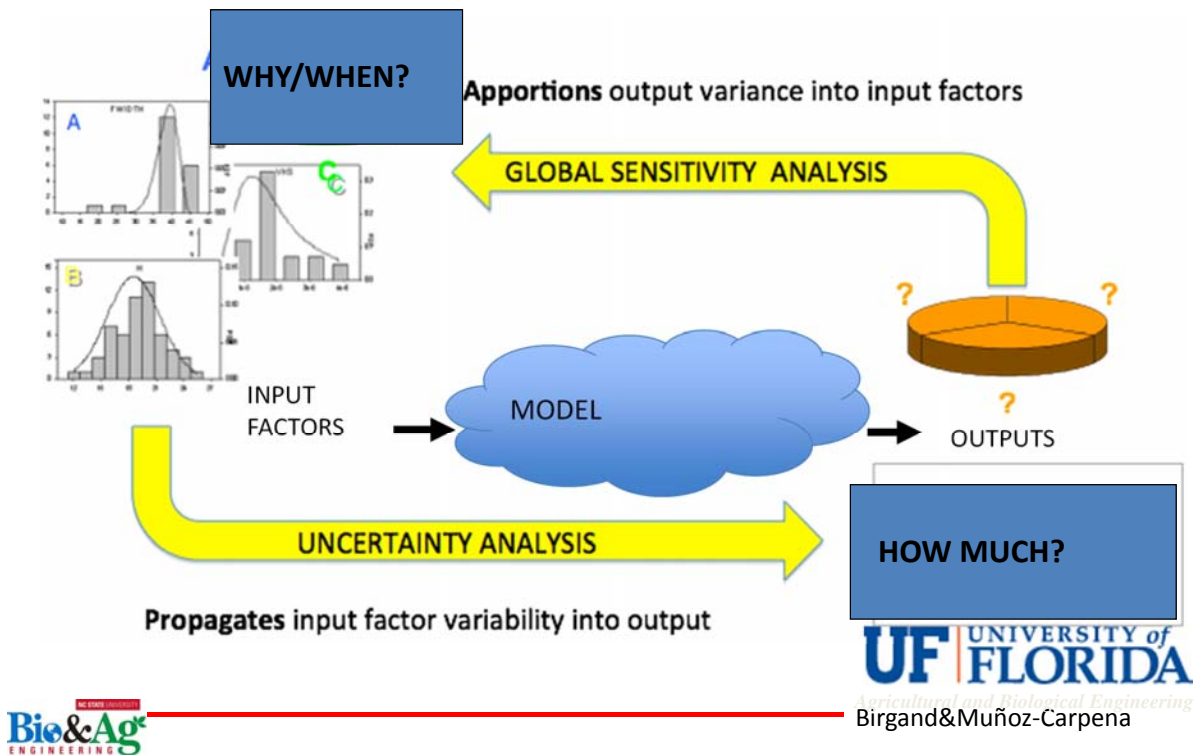 WHY/WHEN?
Apportions output variance into input factors
FWIDTH
A
GLOBAL SENSITIVITY ANALYSIS
VKS
C
B
? ?
?
INPUT
FACTORS
MODEL
OUTPUTS
UNCERTAINTY ANALYSIS
HOW MUCH?
Propagates input factor variability into output
UF UNIVERSITY of
FLORIDA
Agricultural and Biological Engineering
Birgand&Muñoz-Carpena
NC STATE UNIVERSITY
Bio&Ag
ENGINEERING